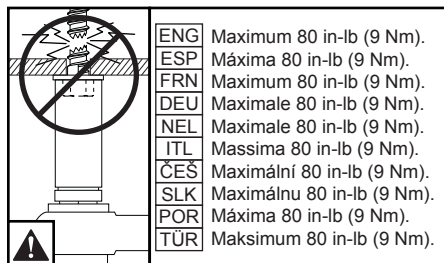 ENG Maximum 80 in-lb (9 Nm).
ESP Máxima 80 in-lb (9 Nm).
FRN Maximum 80 in-lb (9 Nm).
DEU Maximale 80 in-lb (9 Nm).
NEL Maximale 80 in-lb (9 Nm).
ITL Massima 80 in-lb (9 Nm).
ČEŠ Maximální 80 in-lb (9 Nm).
SLK Maximálnu 80 in-lb (9 Nm).
POR Máxima 80 in-lb (9 Nm).
TÜR Maksimum 80 in-lb (9 Nm).